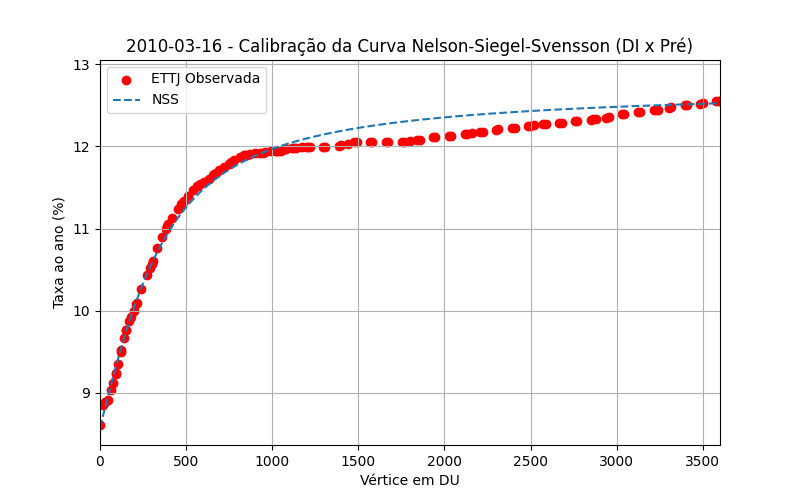 2010-03-16 - Calibração da Curva Nelson-Siegel-Svensson (DI x Pré)
ETTJ Observada
NSS
Taxa ao ano (%)
13
12
11
10
9
0 500 1000 1500 2000 2500 3000 3500
Vértice em DU